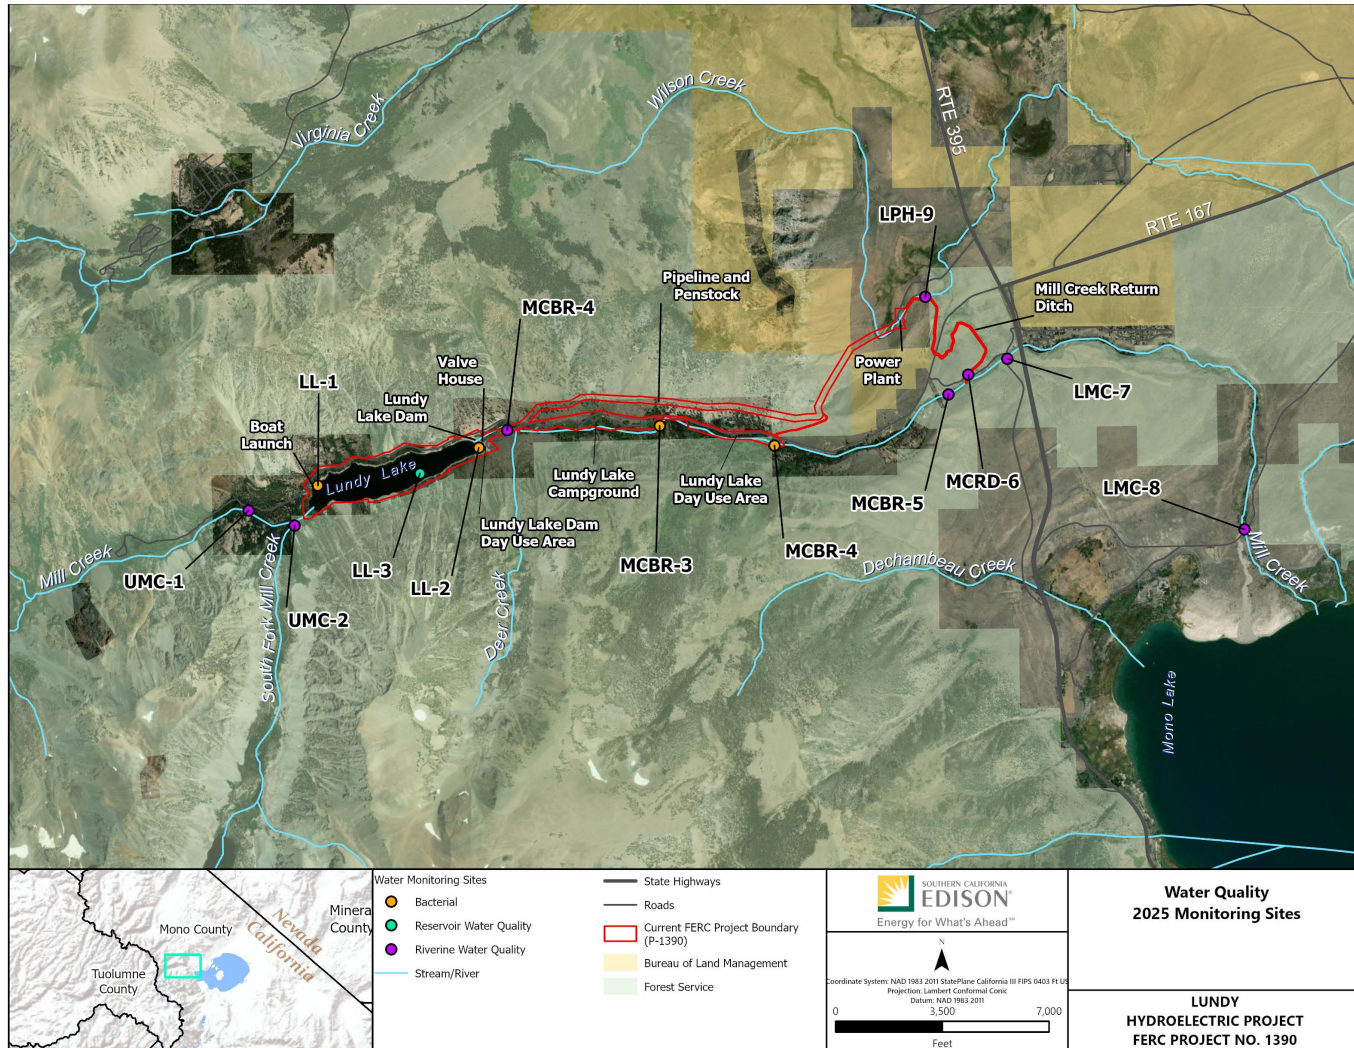 Virginia Creek
Wilson Creek
RTE 395
LPH-9
RTE 167
Pipeline and
Penstock
Mill Creek Return
Ditch
MCBR-4
Valve
House
Power
Plant
LL-1
LMC-7
Lundy
Lake Dam
Boat
Launch
Lundy Lake
Lundy Lake
Campground
Lundy Lake
Day Use Area
MCBR-5
MCRD-6
LMC-8
Lundy Lake Dam
Day Use Area
Mill Creek
UMC-1
LL-3
LL-2
MCBR-3
MCBR-4
Dechambeau Creek
Mill Creek
UMC-2
South Fork Mill Creek
Deer Creek
Mono Lake
Mono County
Nevada
California
Minera
County
Tuolumne
County
Water Monitoring Sites
Bacterial
Reservoir Water Quality
Riverine Water Quality
Stream/River
State Highways
Roads
Current FERC Project Boundary
(P-1390)
Bureau of Land Management
Forest Service
SOUTHERN CALIFORNIA
EDISON®
Energy for What's Ahead℠
N
Coordinate System: NAD 1983 2011 StatePlane California III FIPS 0403 Ft US
Projection: Lambert Conformal Conic
Datum: NAD 1983 2011
0 3,500 7,000
Feet
Water Quality
2025 Monitoring Sites
LUNDY
HYDROELECTRIC PROJECT
FERC PROJECT NO. 1390